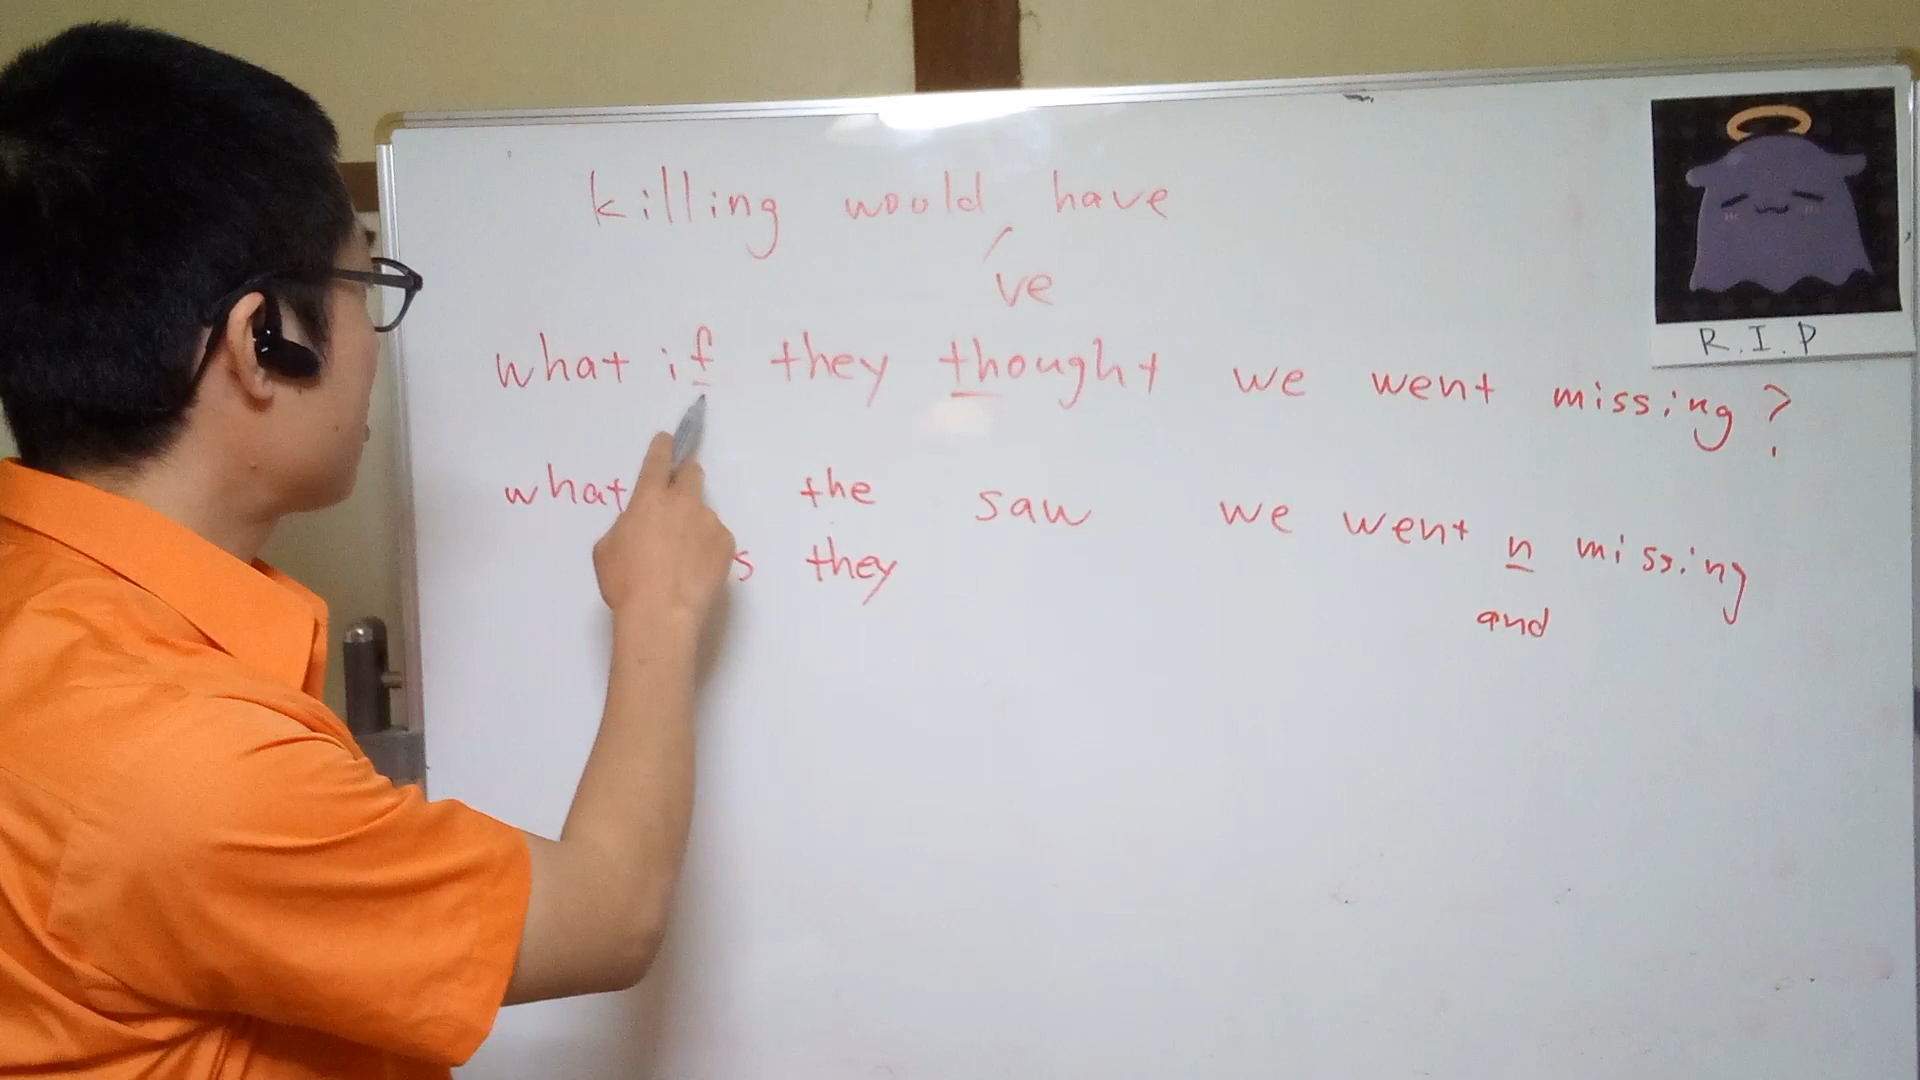 killing would have
've
what if they thought we went missing?
what the saw we went n missing
s they and
R.I.P